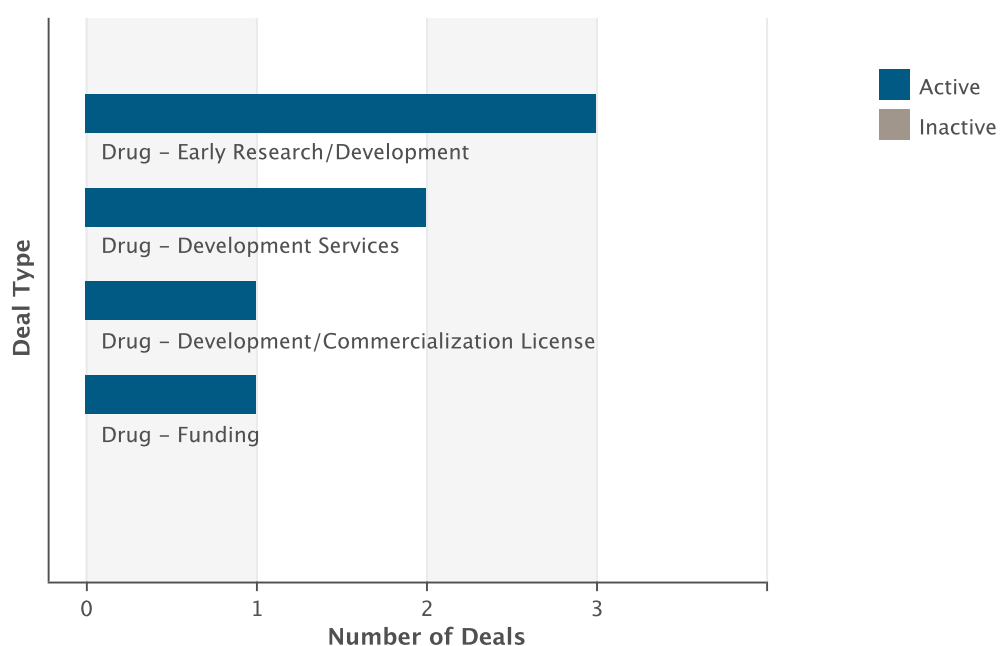 Active
Inactive
Drug – Early Research/Development
Drug – Development Services
Drug – Development/Commercialization License
Drug – Funding
Deal Type
0 1 2 3
Number of Deals